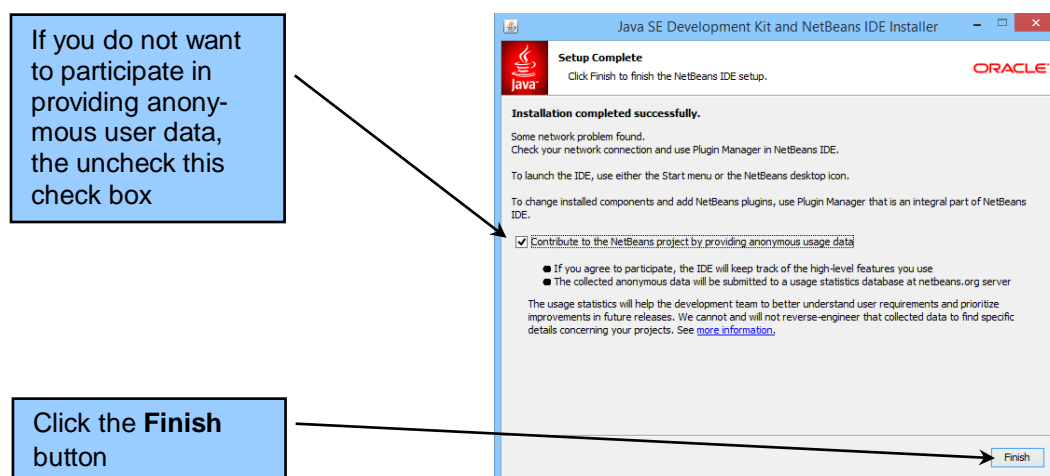 If you do not want
to participate in
providing anony-
mous user data,
the uncheck this
check box
Java SE Development Kit and NetBeans IDE Installer
Java
Setup Complete
Click Finish to finish the NetBeans IDE setup.
ORACLE
Installation completed successfully.
Some network problem found.
Check your network connection and use Plugin Manager in NetBeans IDE.
To launch the IDE, use either the Start menu or the NetBeans desktop icon.
To change installed components and add NetBeans plugins, use Plugin Manager that is an integral part of NetBeans
IDE.
Contribute to the NetBeans project by providing anonymous usage data
If you agree to participate, the IDE will keep track of the high-level features you use
The collected anonymous data will be submitted to a usage statistics database at netbeans.org server
The usage statistics will help the development team to better understand user requirements and prioritize
improvements in future releases. We cannot and will not reverse-engineer that collected data to find specific
details concerning your projects. See more information.
Click the Finish
button
Finish